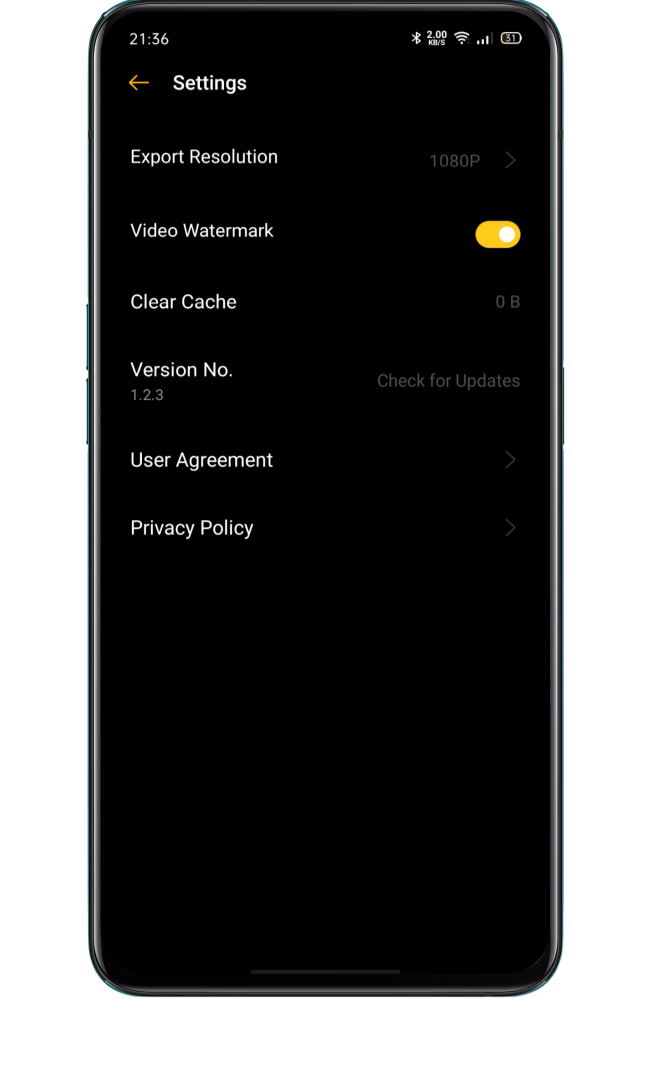 21:36
2.00
KB/S
31
Settings
Export Resolution
1080P
Video Watermark
Clear Cache
0 B
Version No.
1.2.3
Check for Updates
User Agreement
Privacy Policy